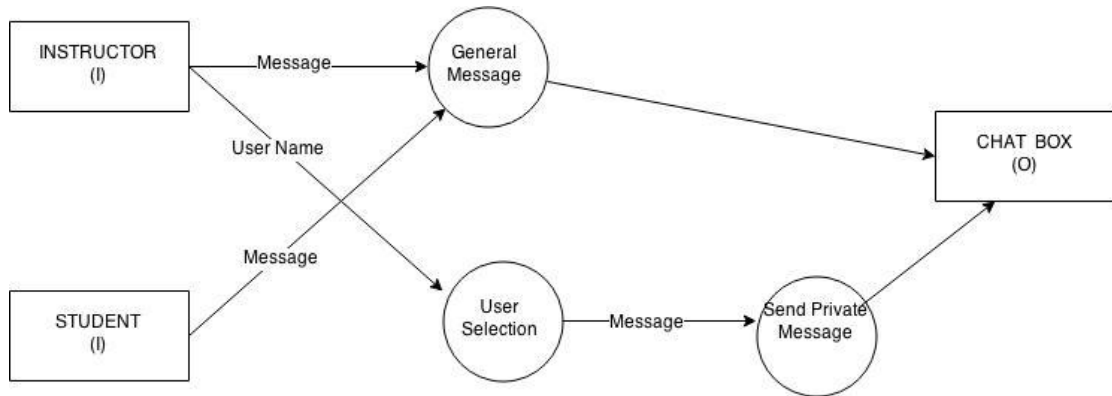 INSTRUCTOR
(I)
Message
General
Message
User Name
CHAT BOX
(O)
Message
STUDENT
(I)
User
Selection
Message
Send Private
Message